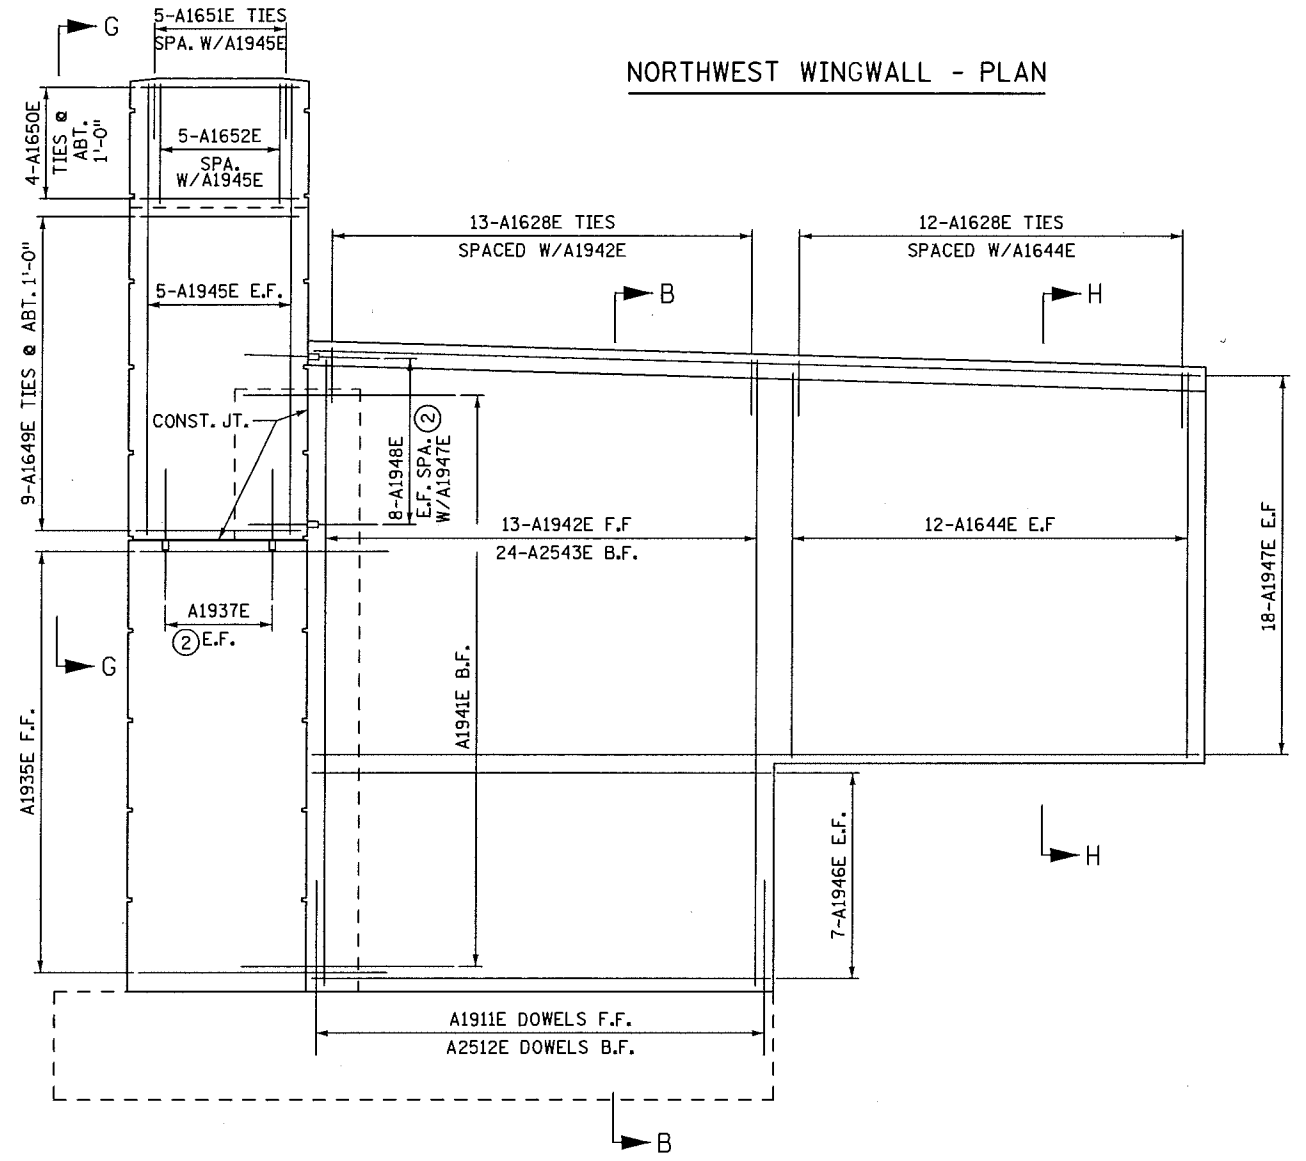 5-A1651E TIES
SPA. W/A1945E
G
NORTHWEST WINGWALL - PLAN
4-A1650E
TIES @
ABT.
1'-0"
5-A1652E
SPA.
W/A1945E
13-A1628E TIES
SPACED W/A1942E
12-A1628E TIES
SPACED W/A1644E
9-A1649E TIES @ ABT. 1'-0"
5-A1945E E.F.
B
H
CONST. JT.
8-A1948E
E.F. SPA. 2
W/A1947E
13-A1942E F.F
24-A2543E B.F.
12-A1644E E.F
18-A1947E E.F
A1937E
2 E.F.
G
A1941E B.F.
A1935E F.F.
7-A1946E E.F.
H
A1911E DOWELS F.F.
A2512E DOWELS B.F.
B